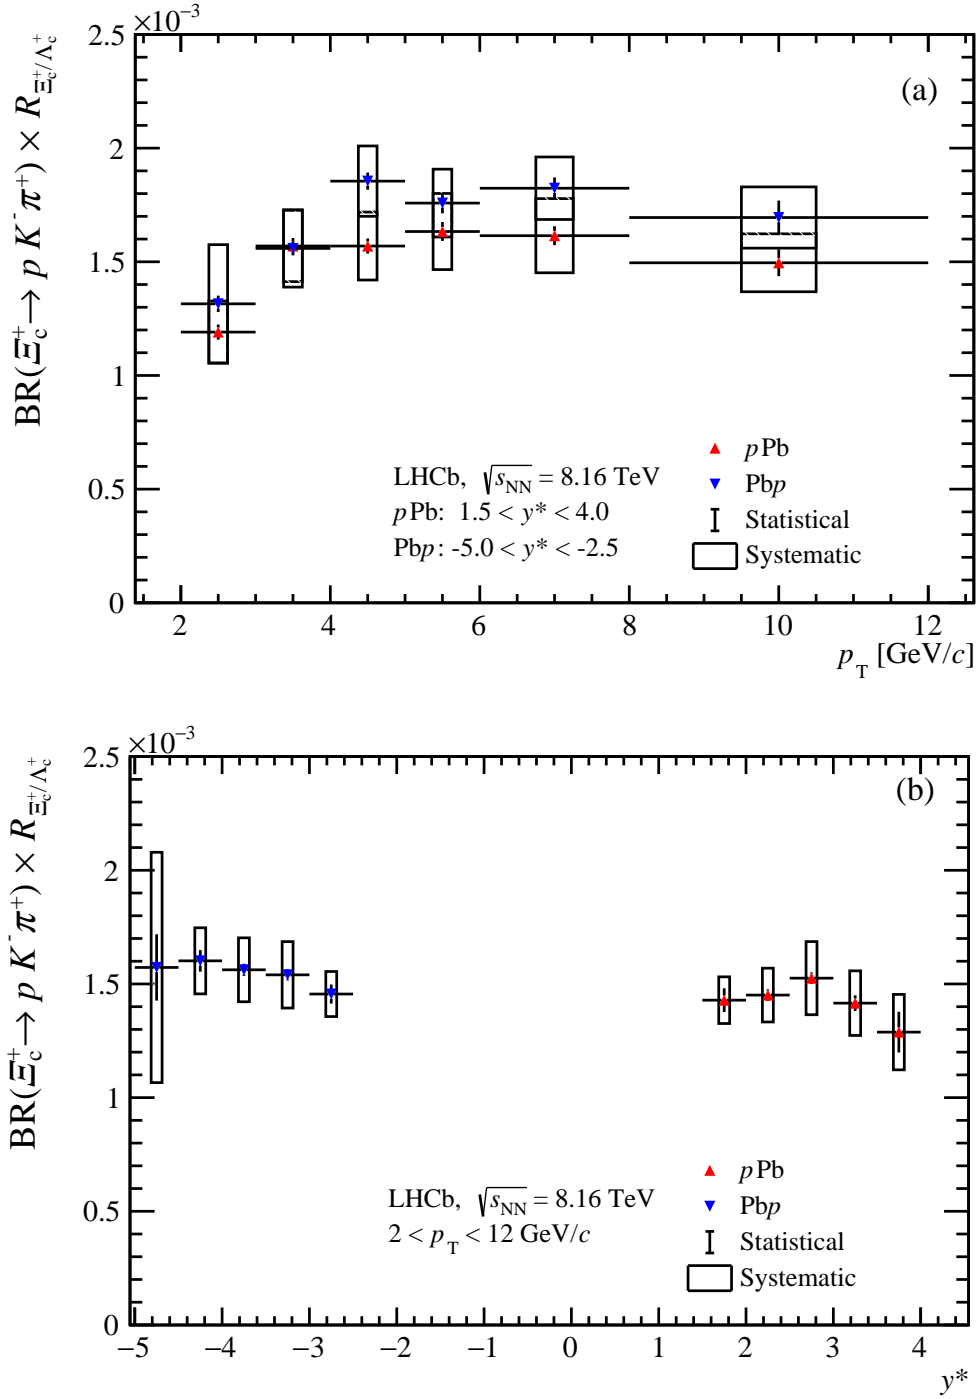 ×10⁻³
2.5
(a)
2
1.5
1
0.5
0
BR(Ξc⁺→ p K⁻π⁺) × R Ξc⁺/Λc⁺
LHCb, √sNN = 8.16 TeV
pPb: 1.5 < y* < 4.0
Pbp: -5.0 < y* < -2.5
pPb
Pbp
Statistical
Systematic
2 4 6 8 10 12
pT [GeV/c]
×10⁻³
2.5
(b)
2
1.5
1
0.5
0
BR(Ξc⁺→ p K⁻π⁺) × R Ξc⁺/Λc⁺
LHCb, √sNN = 8.16 TeV
2 < pT < 12 GeV/c
pPb
Pbp
Statistical
Systematic
−5 −4 −3 −2 −1 0 1 2 3 4
y*